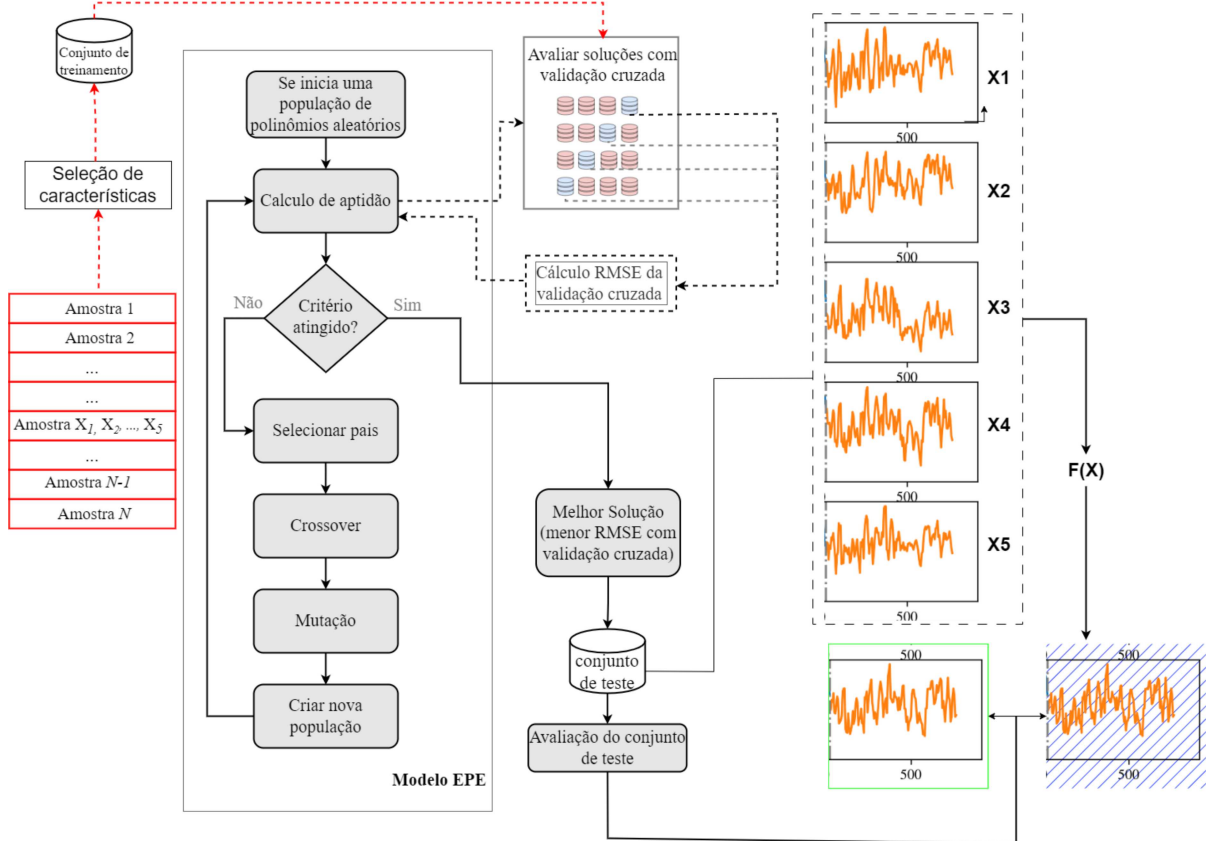 Conjunto de
treinamento
Seleção de
características
Amostra 1
Amostra 2
...
...
Amostra X1, X2, ..., X5
...
Amostra N-1
Amostra N
Se inicia uma
população de
polinômios aleatórios
Calculo de aptidão
Não
Critério
atingido?
Sim
Selecionar pais
Crossover
Mutação
Criar nova
população
Modelo EPE
Avaliar soluções com
validação cruzada
Cálculo RMSE da
validação cruzada
Melhor Solução
(menor RMSE com
validação cruzada)
conjunto
de teste
Avaliação do conjunto
de teste
X1
500
X2
500
X3
500
X4
500
X5
500
F(X)
500
500
500
500